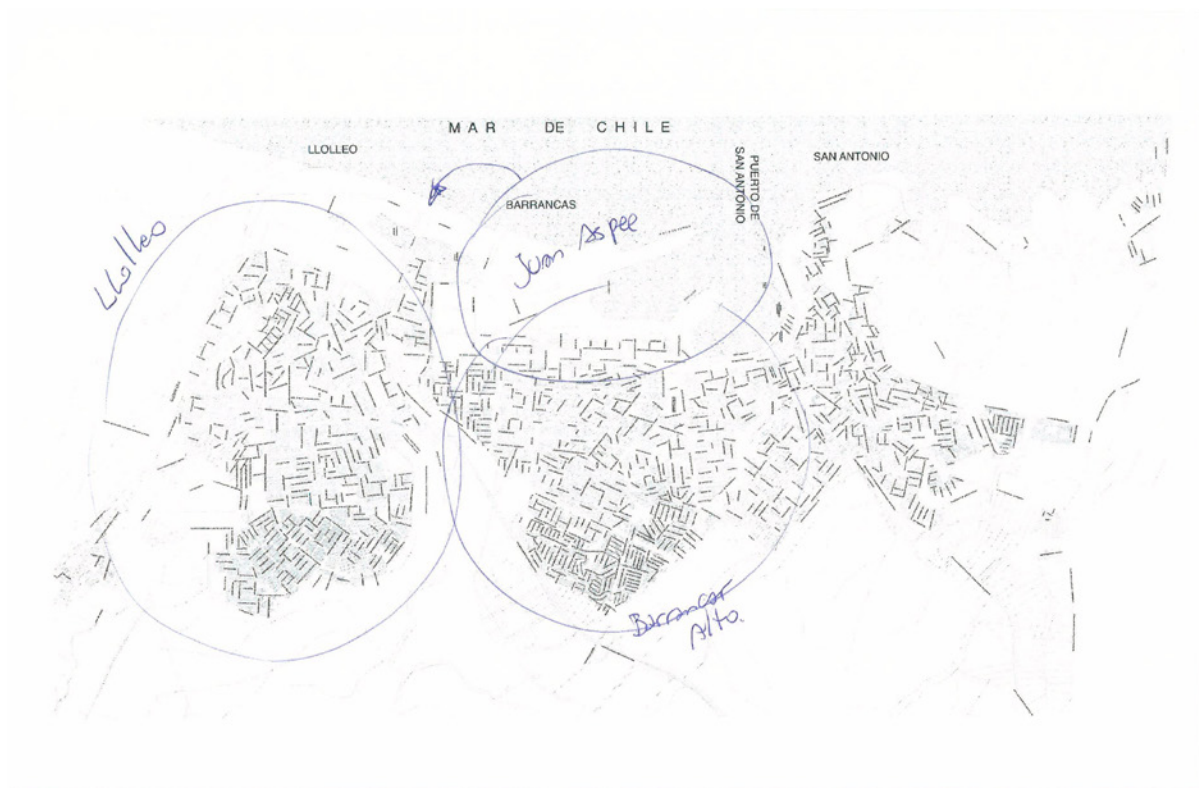 MAR DE CHILE
LLOLLEO
SAN ANTONIO
PUERTO DE
SAN ANTONIO
BARRANCAS
Llolleo
Juan Aspee
Barrancas
Alto.